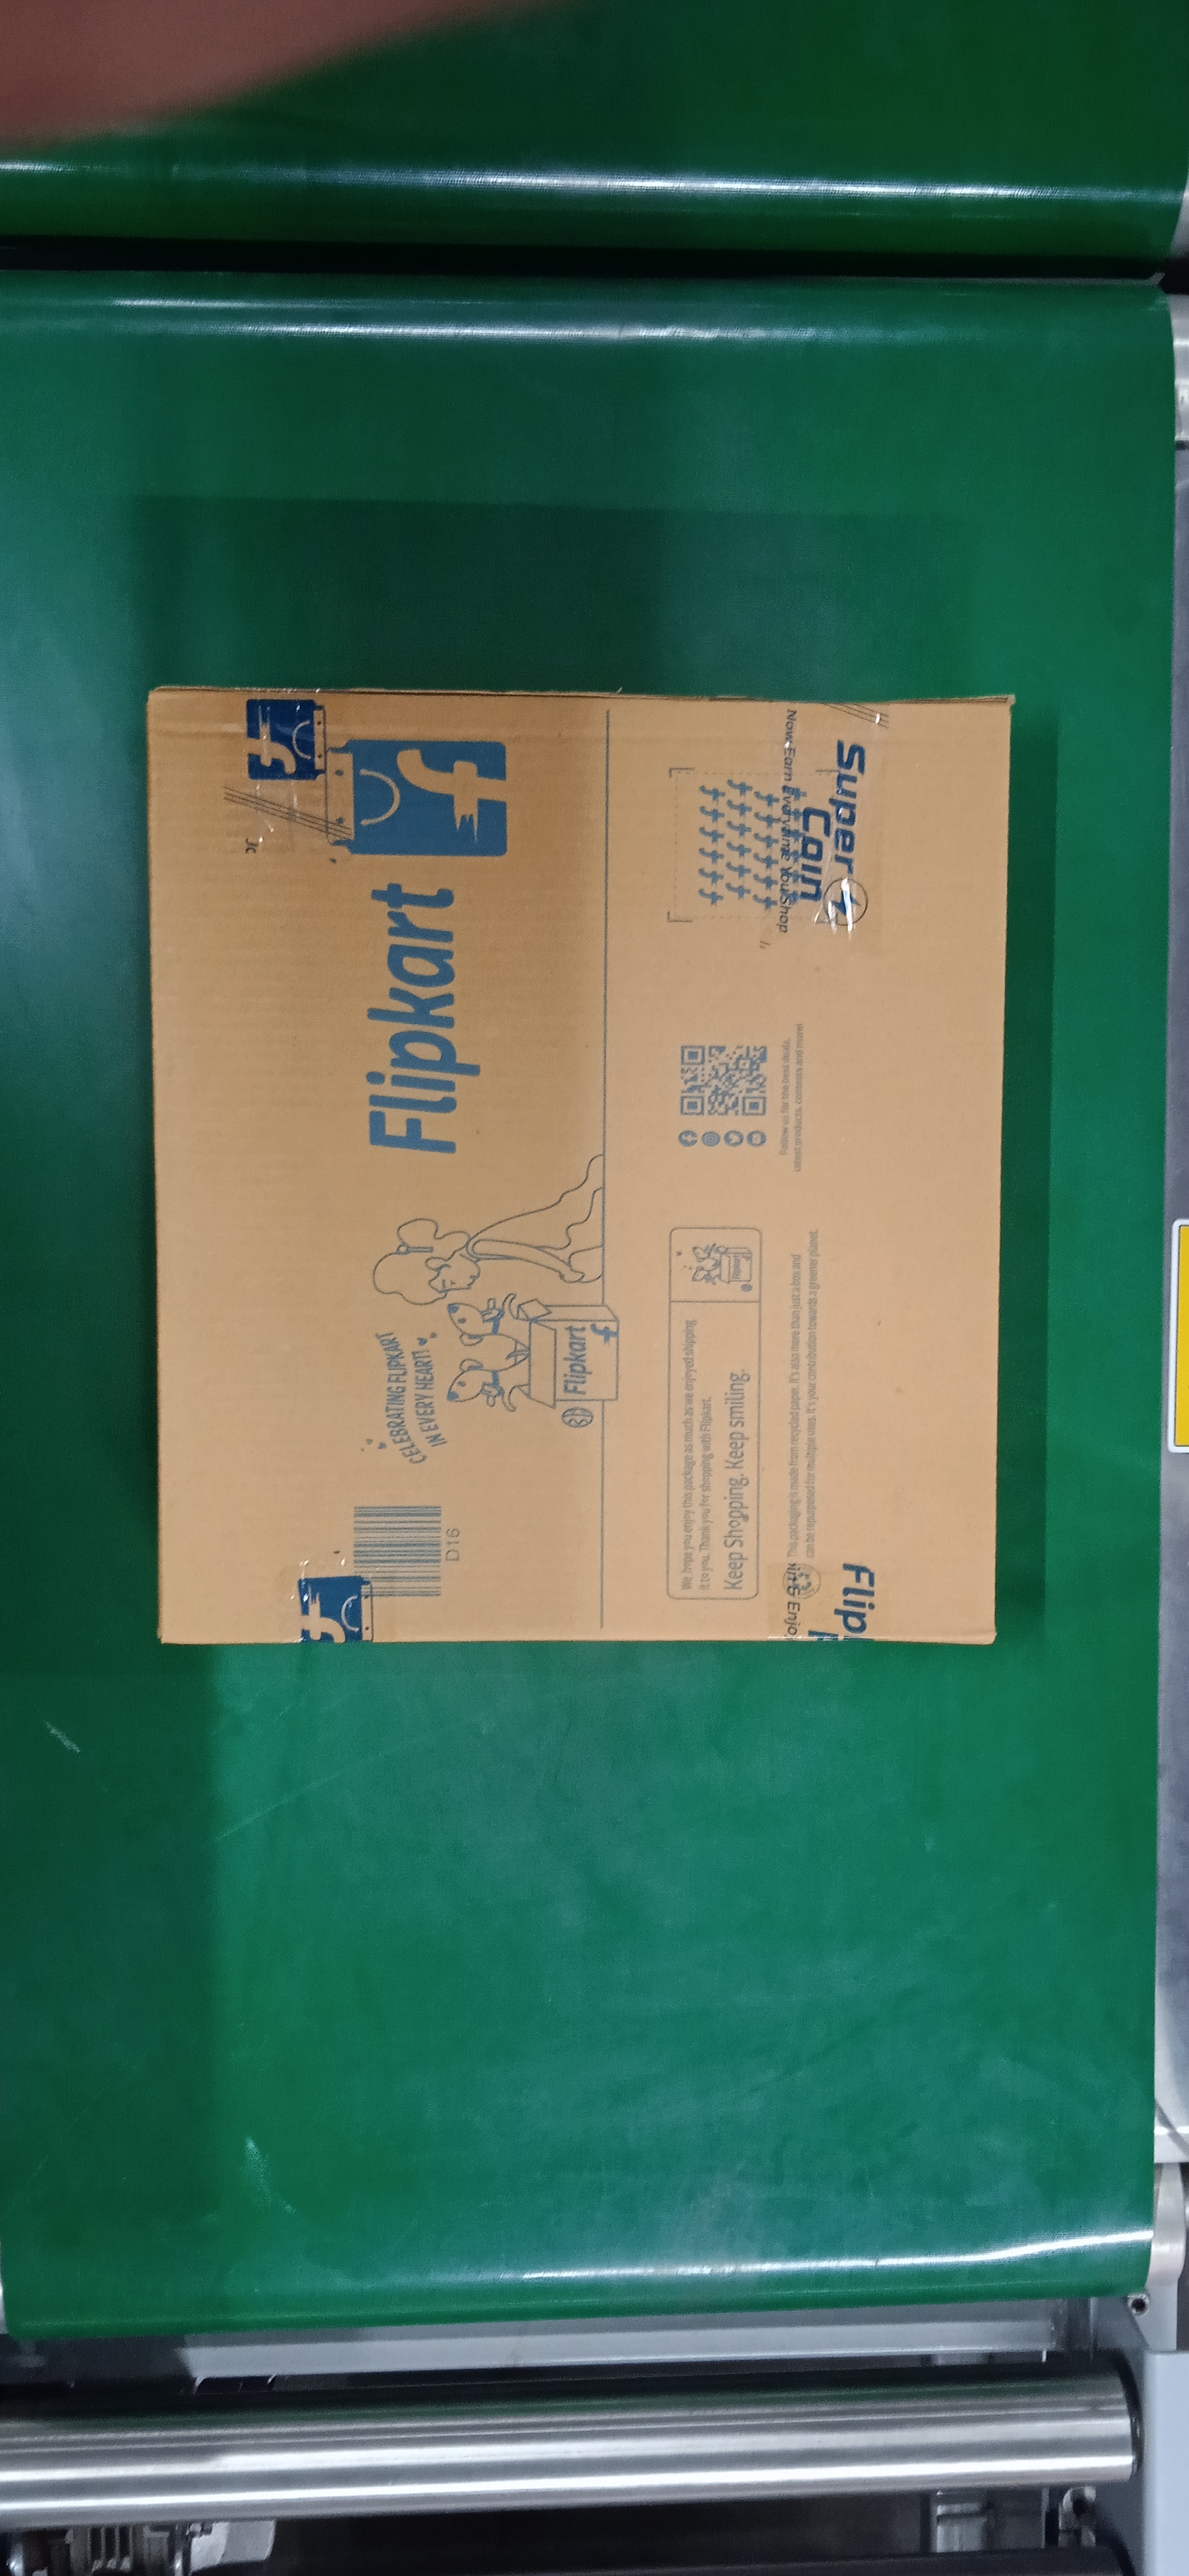 Flipkart
CELEBRATING FLIPKART
IN EVERY HEART!
Flipkart
D16
Super
Coin
Now Earn Everytime You Shop
Follow us for the best deals,
latest products, contests and more!
We hope you enjoy this package as much as we enjoyed shipping
it to you. Thank you for shopping with Flipkart.
Keep Shopping. Keep smiling.
Flipkart
This packaging is made from recycled paper. It's also more than just a box and
can be repurposed for multiple uses. It's your contribution towards a greener planet.
Flip
Enjo